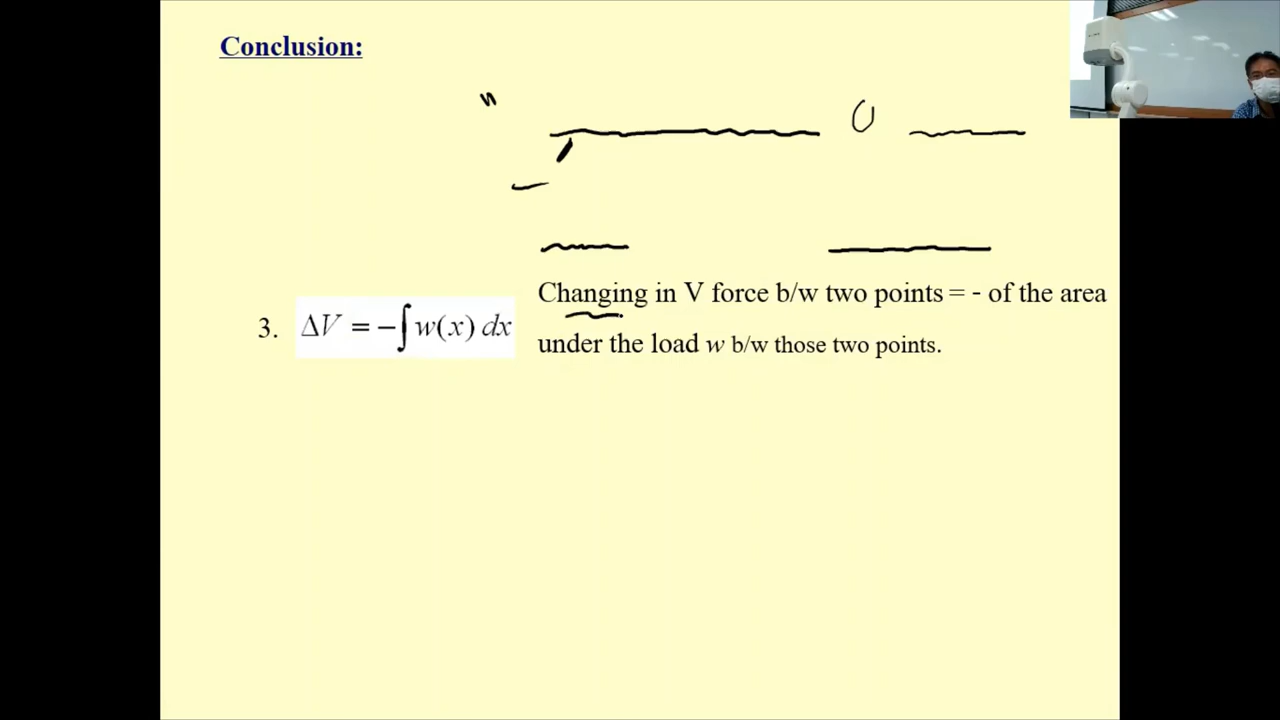 Conclusion:
3. ΔV = -∫ w(x) dx
Changing in V force b/w two points = - of the area
under the load w b/w those two points.